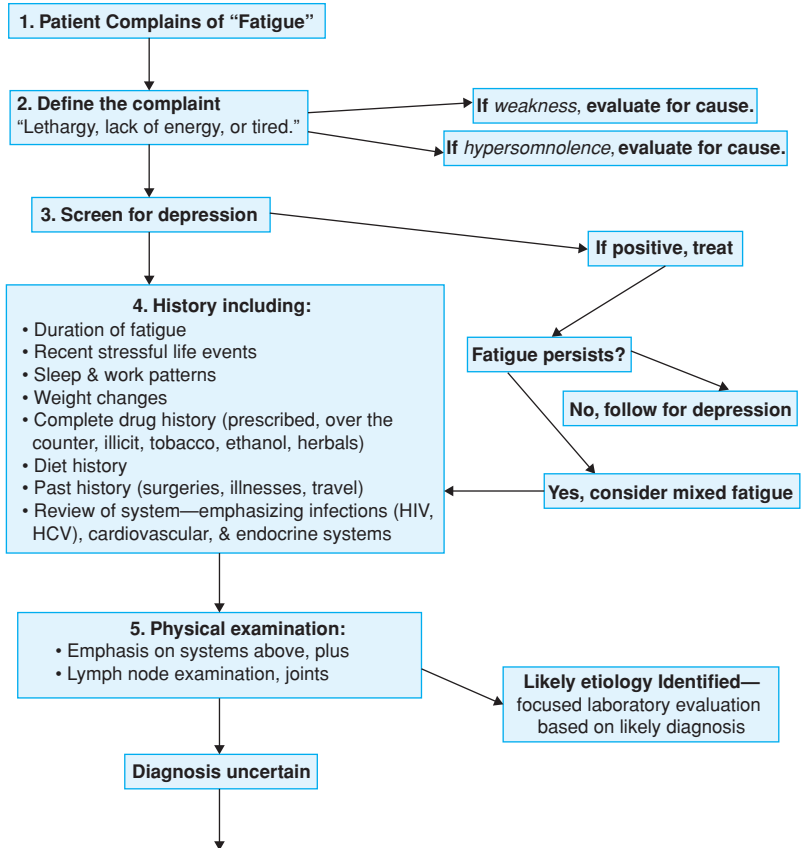 1. Patient Complains of “Fatigue”
2. Define the complaint
“Lethargy, lack of energy, or tired.”
If weakness, evaluate for cause.
If hypersomnolence, evaluate for cause.
3. Screen for depression
If positive, treat
Fatigue persists?
No, follow for depression
Yes, consider mixed fatigue
4. History including:
• Duration of fatigue
• Recent stressful life events
• Sleep & work patterns
• Weight changes
• Complete drug history (prescribed, over the
counter, illicit, tobacco, ethanol, herbals)
• Diet history
• Past history (surgeries, illnesses, travel)
• Review of system—emphasizing infections (HIV,
HCV), cardiovascular, & endocrine systems
5. Physical examination:
• Emphasis on systems above, plus
• Lymph node examination, joints
Likely etiology Identified—
focused laboratory evaluation
based on likely diagnosis
Diagnosis uncertain